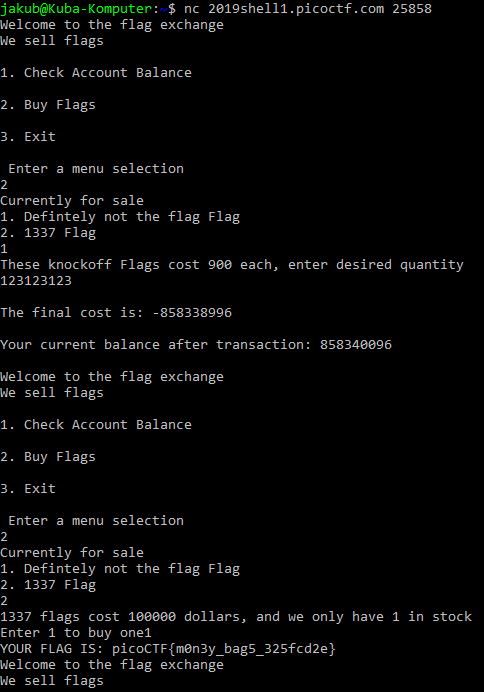 jakub@Kuba-Komputer:~$ nc 2019shell1.picoctf.com 25858
Welcome to the flag exchange
We sell flags
1. Check Account Balance
2. Buy Flags
3. Exit
Enter a menu selection
2
Currently for sale
1. Defintely not the flag Flag
2. 1337 Flag
1
These knockoff Flags cost 900 each, enter desired quantity
123123123
The final cost is: -858338996
Your current balance after transaction: 858340096
Welcome to the flag exchange
We sell flags
1. Check Account Balance
2. Buy Flags
3. Exit
Enter a menu selection
2
Currently for sale
1. Defintely not the flag Flag
2. 1337 Flag
2
1337 flags cost 100000 dollars, and we only have 1 in stock
Enter 1 to buy one1
YOUR FLAG IS: picoCTF{m0n3y_bag5_325fcd2e}
Welcome to the flag exchange
We sell flags